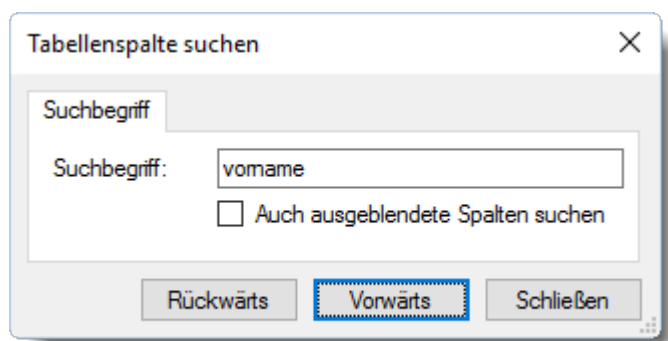 Tabellenspalte suchen
Suchbegriff
Suchbegriff: vorname
Auch ausgeblendete Spalten suchen
Rückwärts Vorwärts Schließen